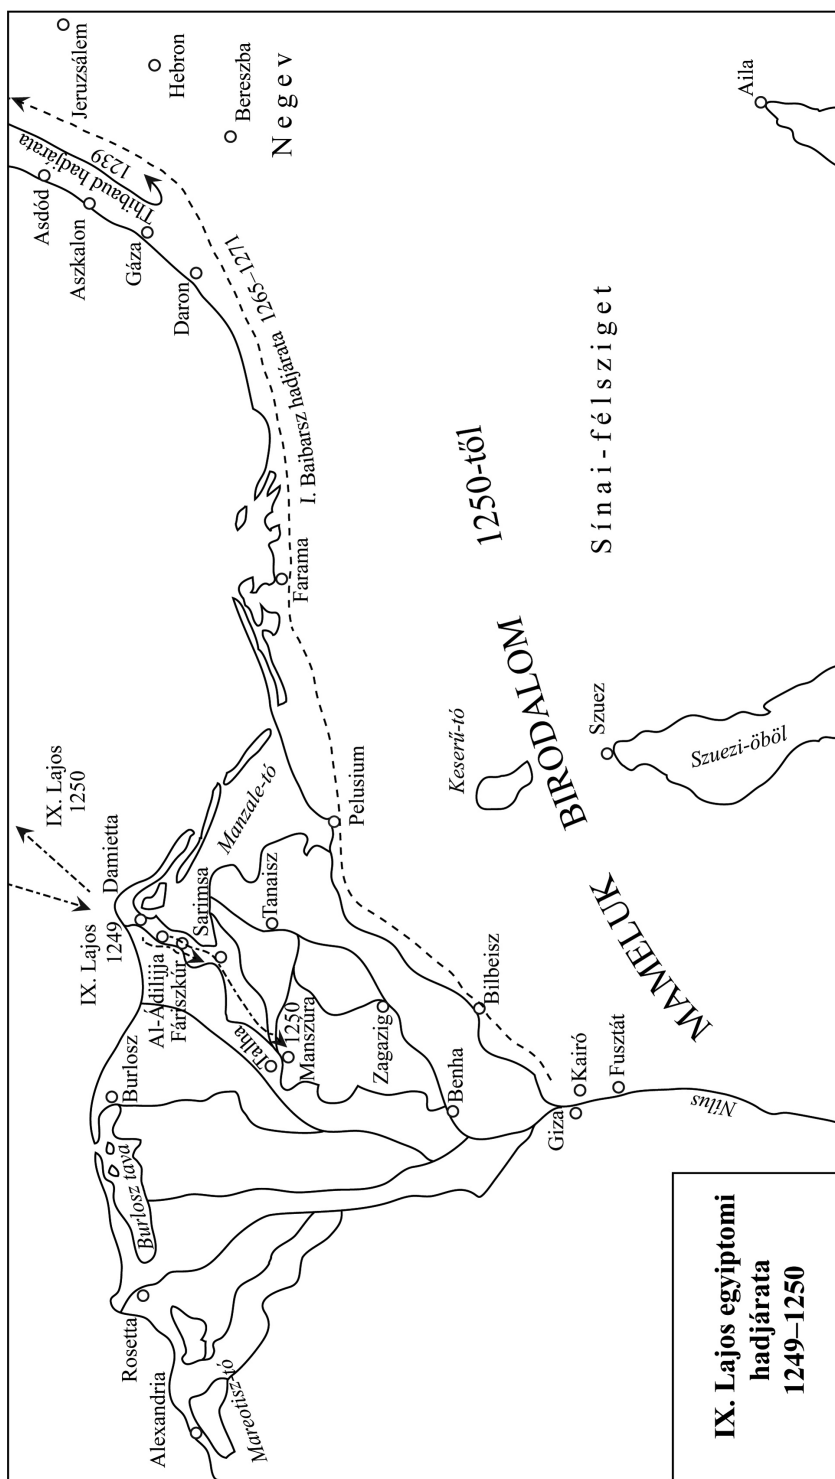 IX. Lajos
1250
IX. Lajos
1249
Jeruzsálem
Hebron
Bereszba
Negev
Thibaud hadjárata
1239
Asdód
Aszkalon
Gáza
Daron
I. Baibarsz hadjárata 1265–1271
Aila
Damietta
Al-Ádilijja
Fáriszkúr
Sarimsa
Manzale-tó
Tanaisz
Talha
1250
Manszúra
Pelusium
Farama
Burlosz
Burlosz tava
Rosetta
Alexandria
Mareotisz tó
Zagazig
Benha
Bilbeisz
Giza
Kairó
Fusztát
Nílus
Keserű-tó
Szuez
Szuezi-öböl
Sínai-félsziget
MAMELUK BIRODALOM 1250-től
IX. Lajos egyiptomi
hadjárata
1249–1250